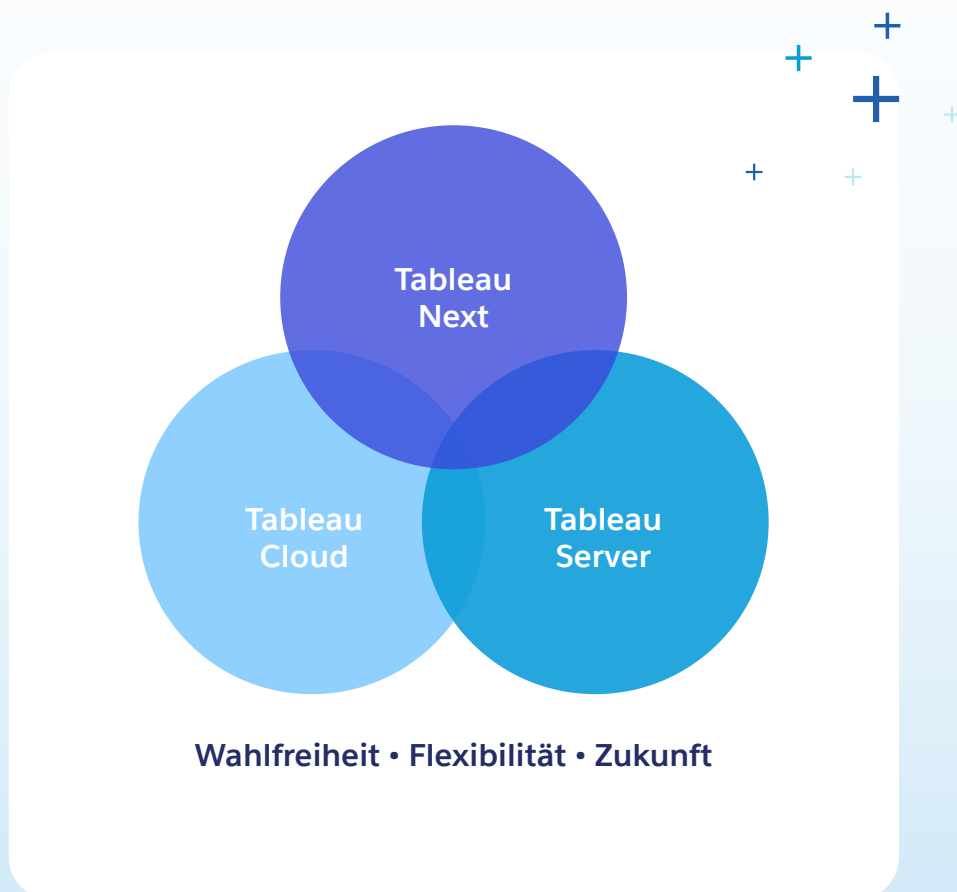 Tableau
Next
Tableau
Cloud
Tableau
Server
Wahlfreiheit • Flexibilität • Zukunft